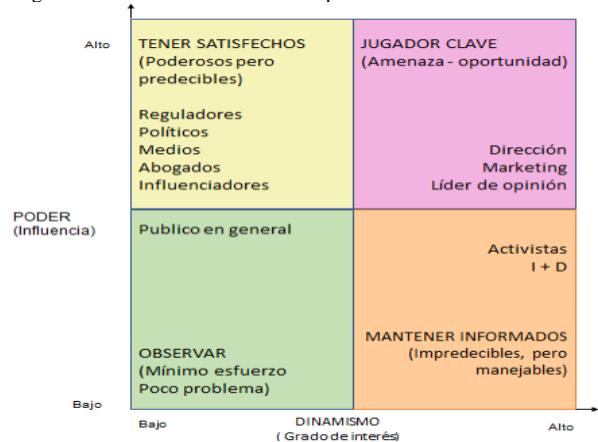 Alto
TENER SATISFECHOS
(Poderosos pero
predecibles)
Reguladores
Políticos
Medios
Abogados
Influenciadores
JUGADOR CLAVE
(Amenaza - oportunidad)
Dirección
Marketing
Líder de opinión
PODER
(Influencia)
Publico en general
OBSERVAR
(Mínimo esfuerzo
Poco problema)
Activistas
I + D
MANTENER INFORMADOS
(Impredecibles, pero
manejables)
Bajo
Bajo
DINAMISMO
( Grado de interés)
Alto